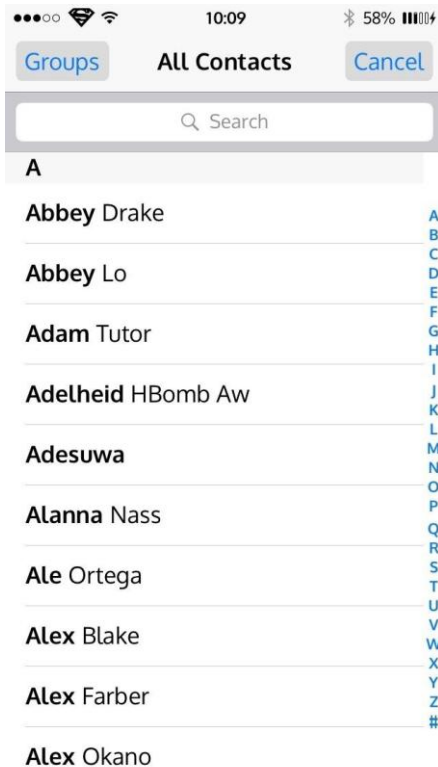 10:09 58%
Groups All Contacts Cancel
Search
A
Abbey Drake
Abbey Lo
Adam Tutor
Adelheid HBomb Aw
Adesuwa
Alanna Nass
Ale Ortega
Alex Blake
Alex Farber
Alex Okano
A
B
C
D
E
F
G
H
I
J
K
L
M
N
O
P
Q
R
S
T
U
V
W
X
Y
Z
#